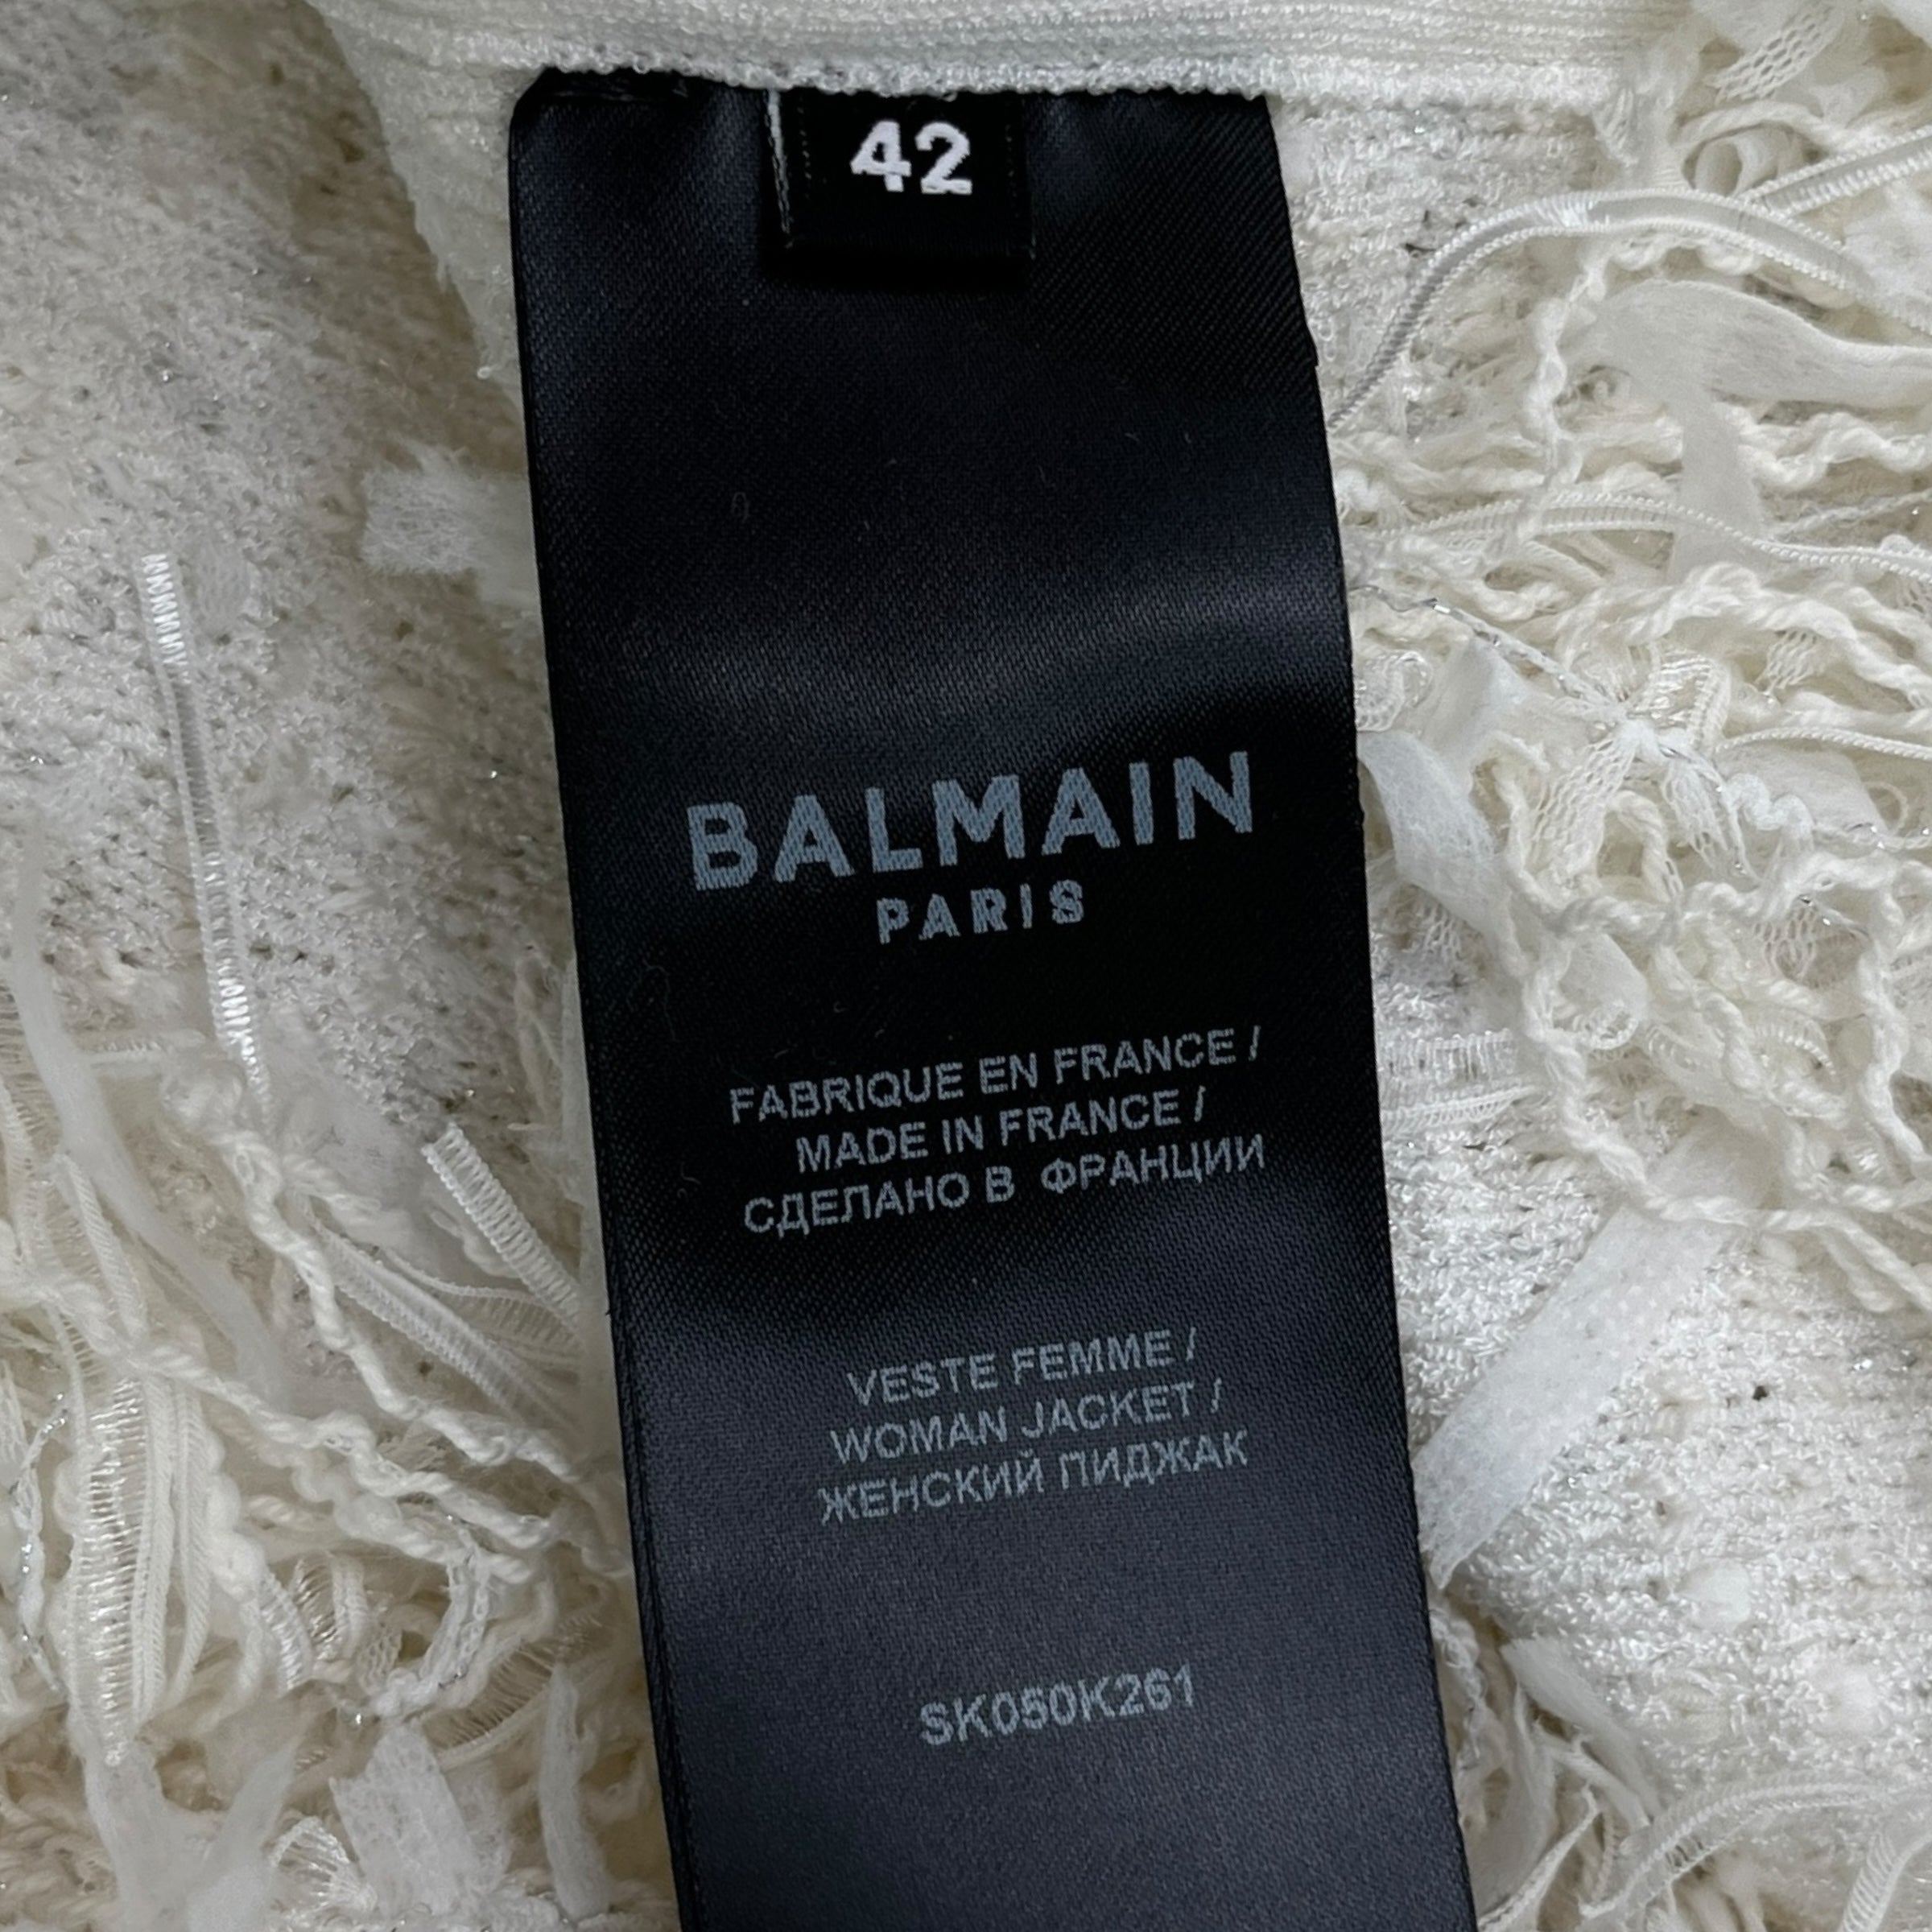 42
BALMAIN
PARIS
FABRIQUE EN FRANCE /
MADE IN FRANCE /
СДЕЛАНО В ФРАНЦИИ
VESTE FEMME /
WOMAN JACKET /
ЖЕНСКИЙ ПИДЖАК
SK050K261